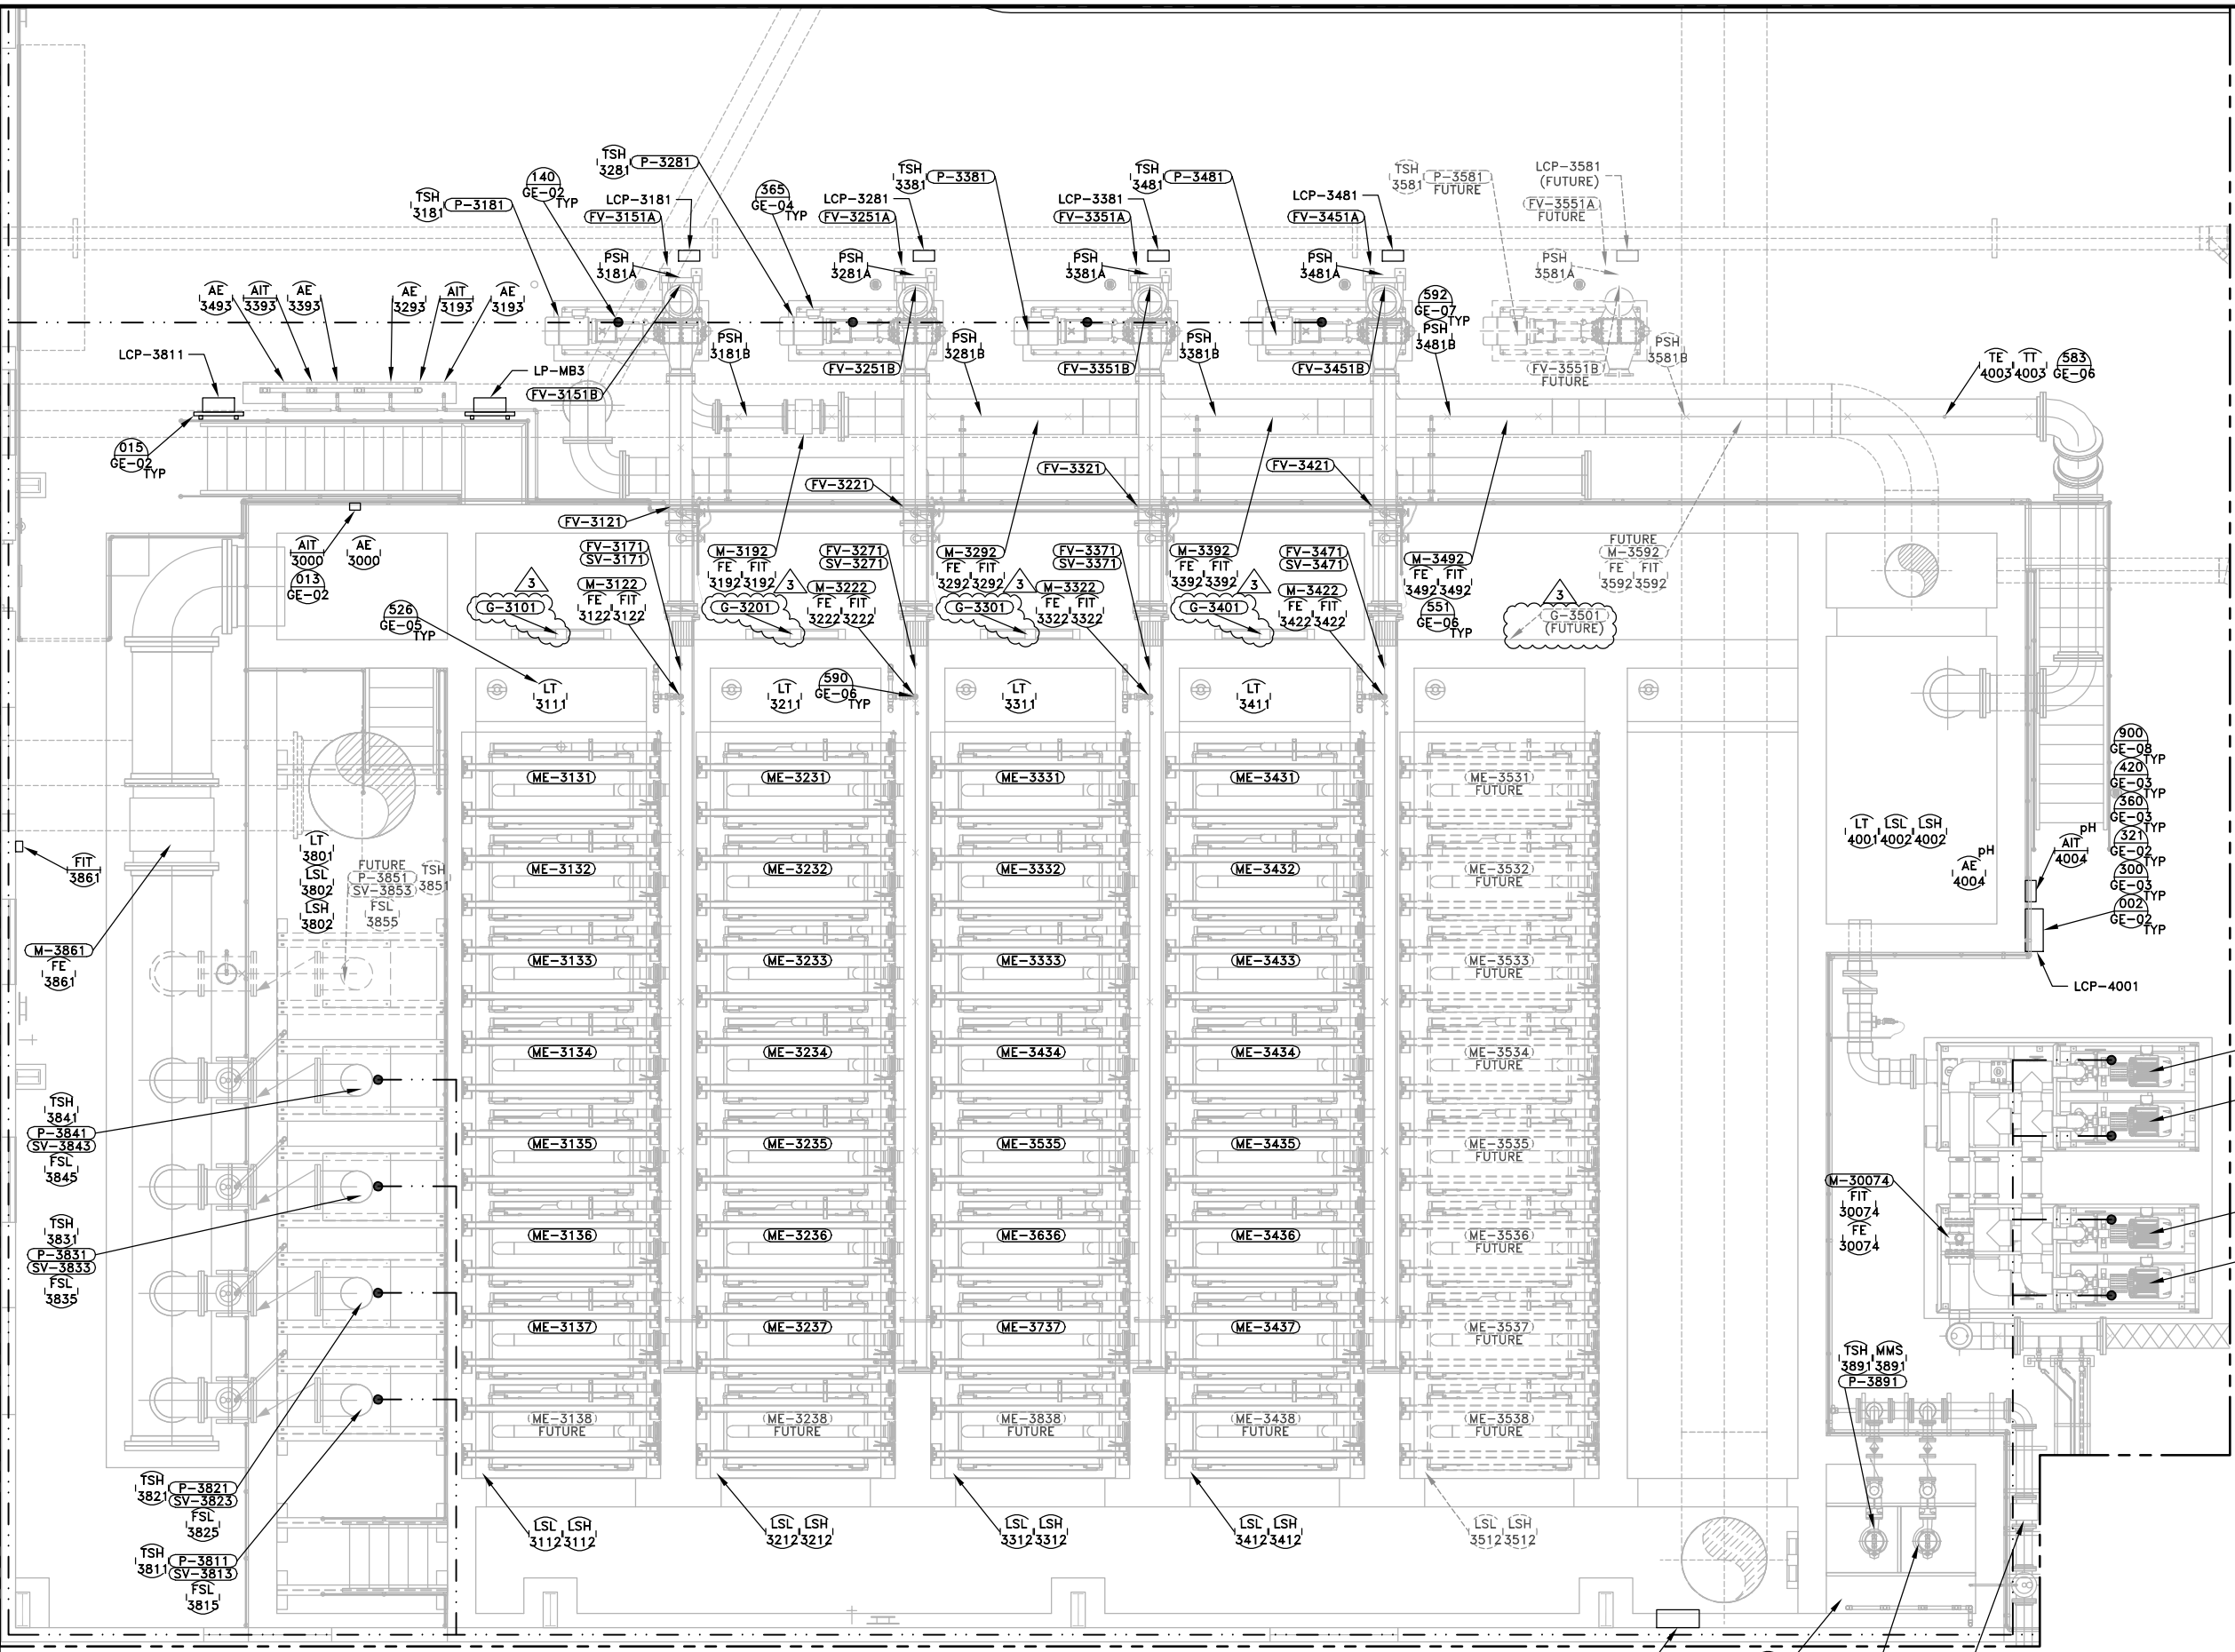 TSH
3281
P-3281
140
GE-02
TYP
365
GE-04
TYP
TSH
3181
P-3181
LCP-3181
FV-3151A
LCP-3281
FV-3251A
TSH
3381
P-3381
LCP-3381
FV-3351A
TSH
3481
P-3481
LCP-3481
FV-3451A
TSH
3581
P-3581
FUTURE
LCP-3581
(FUTURE)
FV-3551A
FUTURE
PSH
3181A
PSH
3281A
PSH
3381A
PSH
3481A
PSH
3581A
AE
3493
AIT
3393
AE
3393
AE
3293
AIT
3193
AE
3193
592
GE-07
TYP
PSH
3481B
LCP-3811
LP-MB3
FV-3151B
PSH
3181B
FV-3251B
PSH
3281B
FV-3351B
PSH
3381B
FV-3451B
FV-3551B
FUTURE
PSH
3581B
TE
4003
TT
4003
583
GE-06
015
GE-02
TYP
FV-3121
FV-3221
FV-3321
FV-3421
AIT
3000
AE
3000
013
GE-02
FV-3171
SV-3171
M-3122
FE
3122
FIT
3122
M-3192
FE
3192
FIT
3192
3
FV-3271
SV-3271
M-3222
FE
3222
FIT
3222
M-3292
FE
3292
FIT
3292
3
FV-3371
SV-3371
M-3322
FE
3322
FIT
3322
M-3392
FE
3392
FIT
3392
3
FV-3471
SV-3471
M-3422
FE
3422
FIT
3422
M-3492
FE
3492
FIT
3492
551
GE-06
TYP
FUTURE
M-3592
FE
3592
FIT
3592
3
G-3101
G-3201
G-3301
G-3401
3
G-3501
(FUTURE)
526
GE-05
TYP
LT
3111
LT
3211
590
GE-06
TYP
LT
3311
LT
3411
ME-3131
ME-3231
ME-3331
ME-3431
ME-3531
FUTURE
ME-3132
ME-3232
ME-3332
ME-3432
ME-3532
FUTURE
ME-3133
ME-3233
ME-3333
ME-3433
ME-3533
FUTURE
ME-3134
ME-3234
ME-3434
ME-3434
ME-3534
FUTURE
ME-3135
ME-3235
ME-3535
ME-3435
ME-3535
FUTURE
ME-3136
ME-3236
ME-3636
ME-3436
ME-3536
FUTURE
ME-3137
ME-3237
ME-3737
ME-3437
ME-3537
FUTURE
ME-3138
FUTURE
ME-3238
FUTURE
ME-3838
FUTURE
ME-3438
FUTURE
ME-3538
FUTURE
LT
3801
LSL
3802
LSH
3802
FUTURE
P-3851
SV-3853
TSH
3851
FSL
3855
FIT
3861
M-3861
FE
3861
TSH
3841
P-3841
SV-3843
FSL
3845
TSH
3831
P-3831
SV-3833
FSL
3835
TSH
3821
P-3821
SV-3823
FSL
3825
TSH
3811
P-3811
SV-3813
FSL
3815
LSL
3112
LSH
3112
LSL
3212
LSH
3212
LSL
3312
LSH
3312
LSL
3412
LSH
3412
LSL
3512
LSH
3512
LT
4001
LSL
4002
LSH
4002
pH
AE
4004
pH
AIT
4004
900
GE-08
TYP
420
GE-03
TYP
360
GE-03
TYP
321
GE-02
TYP
300
GE-03
TYP
002
GE-02
TYP
LCP-4001
M-30074
FIT
30074
FE
30074
TSH
3891
MMS
3891
P-3891